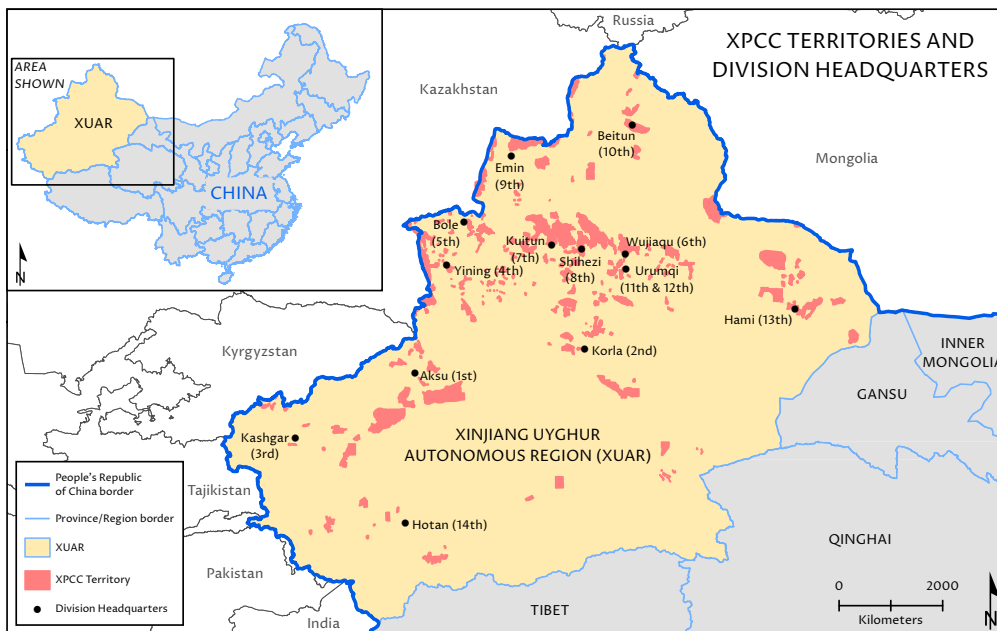 XPCC TERRITORIES AND
DIVISION HEADQUARTERS
AREA
SHOWN
XUAR
CHINA
N
Russia
Kazakhstan
Mongolia
Beitun
(10th)
Emin
(9th)
Bole
(5th)
Kuitun
(7th)
Wujiaqu (6th)
Yining (4th)
Shihezi
(8th)
Urumqi
(11th & 12th)
Hami (13th)
Korla (2nd)
Kyrgyzstan
Aksu (1st)
INNER
MONGOLIA
GANSU
Kashgar
(3rd)
XINJIANG UYGHUR
AUTONOMOUS REGION (XUAR)
Tajikistan
Hotan (14th)
QINGHAI
Pakistan
TIBET
India
People's Republic
of China border
Province/Region border
XUAR
XPCC Territory
Division Headquarters
0 2000
Kilometers
N